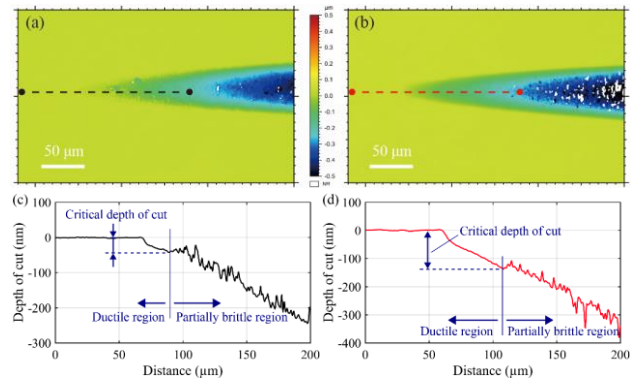 (a)
50 μm
μm
0.5
0.4
0.3
0.2
0.1
0.0
-0.1
-0.2
-0.3
-0.4
-0.5
(b)
50 μm
(c)
100
0
-100
-200
-300
Depth of cut (nm)
Critical depth of cut
Ductile region
Partially brittle region
0
50
100
150
200
Distance (μm)
(d)
100
0
-100
-200
-300
-400
Depth of cut (nm)
Critical depth of cut
Ductile region
Partially brittle region
0
50
100
150
200
Distance (μm)